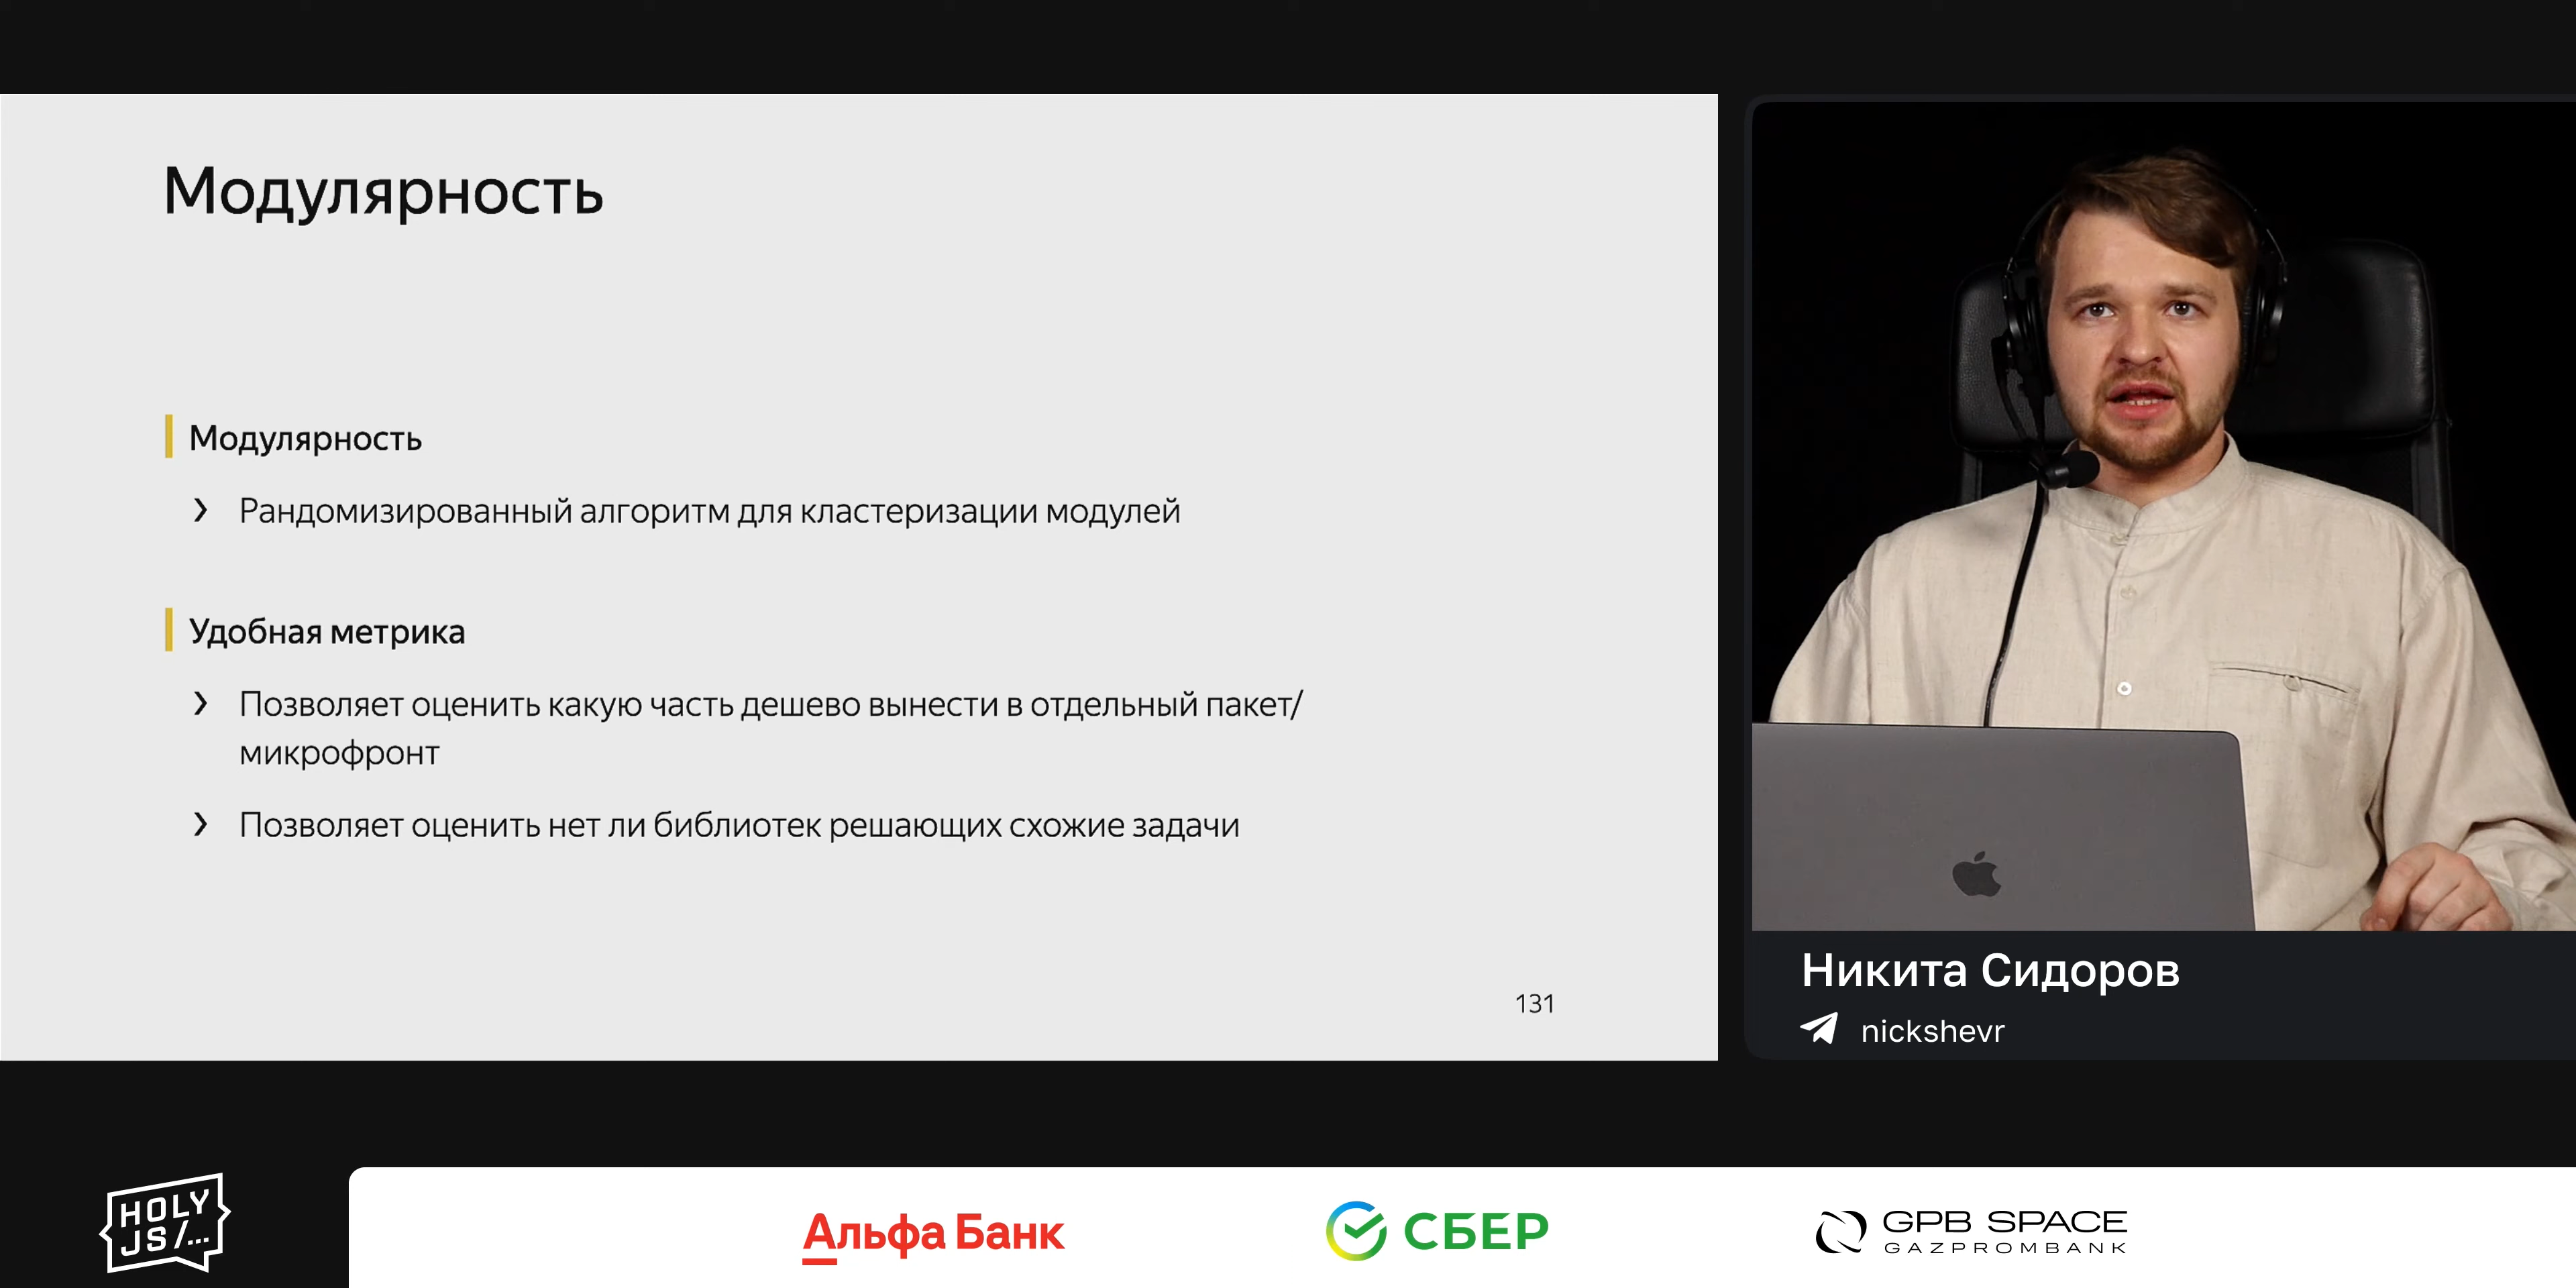 Модулярность
Модулярность
› Рандомизированный алгоритм для кластеризации модулей
Удобная метрика
› Позволяет оценить какую часть дешево вынести в отдельный пакет/
микрофронт
› Позволяет оценить нет ли библиотек решающих схожие задачи
131
Никита Сидоров
nickshevr
HOLY
JS/...
Альфа Банк
СБЕР
GPB SPACE
GAZPROMBANK